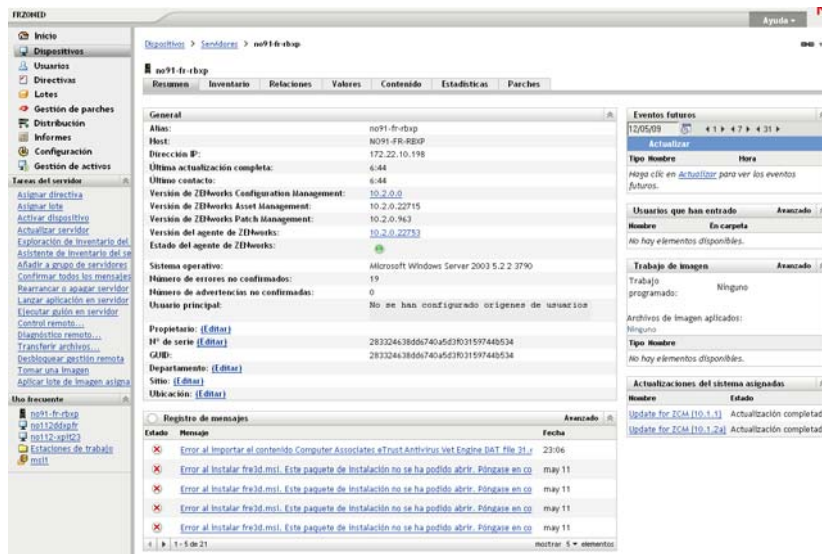 FRZOMED
Ayuda
Inicio
Dispositivos
Usuarios
Directivas
Lotes
Gestión de parches
Distribución
Informes
Configuración
Gestión de activos
Tareas del servidor
Asignar directiva
Asignar lote
Activar dispositivo
Actualizar servidor
Exploración de inventario del
Asistente de inventario del se
Añadir a grupo de servidores
Confirmar todos los mensajes
Rearrancar o apagar servidor
Lanzar aplicación en servidor
Ejecutar guión en servidor
Control remoto...
Diagnóstico remoto...
Transferir archivos...
Desbloquear gestión remota
Tomar una imagen
Aplicar lote de imagen asigna
Uso frecuente
no91-fr-rbxp
no112ddxpfr
no112-xpit23
Estaciones de trabajo
msi1
Dispositivos > Servidores > no91-fr-rbxp
no91-fr-rbxp
Resumen Inventario Relaciones Valores Contenido Estadísticas Parches
General
Alias: no91-fr-rbxp
Host: NO91-FR-RBXP
Dirección IP: 172.22.10.198
Última actualización completa: 6:44
Último contacto: 6:44
Versión de ZENworks Configuration Management: 10.2.0.0
Versión de ZENworks Asset Management: 10.2.0.22715
Versión de ZENworks Patch Management: 10.2.0.963
Versión del agente de ZENworks: 10.2.0.22753
Estado del agente de ZENworks:
Sistema operativo: Microsoft Windows Server 2003 5.2 2 3790
Número de errores no confirmados: 19
Número de advertencias no confirmadas: 0
Usuario principal: No se han configurado orígenes de usuarios
Propietario: (Editar)
Nº de serie (Editar) 283324638dd6740a5d3f03159744b534
GUID: 283324638dd6740a5d3f03159744b534
Departamento: (Editar)
Sitio: (Editar)
Ubicación: (Editar)
Registro de mensajes Avanzado
Estado Mensaje Fecha
Error al importar el contenido Computer Associates eTrust Antivirus Vet Engine DAT file 31. 23:06
Error al instalar fre3d.msi. Este paquete de instalación no se ha podido abrir. Póngase en co may 11
Error al instalar fre3d.msi. Este paquete de instalación no se ha podido abrir. Póngase en co may 11
Error al instalar fre3d.msi. Este paquete de instalación no se ha podido abrir. Póngase en co may 11
Error al instalar fre3d.msi. Este paquete de instalación no se ha podido abrir. Póngase en co may 11
1 - 5 de 21 mostrar 5 elementos
Eventos futuros
12/05/09 1 7 31
Actualizar
Tipo Nombre Hora
Haga clic en Actualizar para ver los eventos
futuros.
Usuarios que han entrado Avanzado
Nombre En carpeta
No hay elementos disponibles.
Trabajo de imagen Avanzado
Trabajo
programado: Ninguno
Archivos de imagen aplicados:
Ninguno
Tipo Nombre
No hay elementos disponibles.
Actualizaciones del sistema asignadas
Nombre Estado
Update for ZCM (10.1.1) Actualización completad
Update for ZCM (10.1.2a) Actualización completad